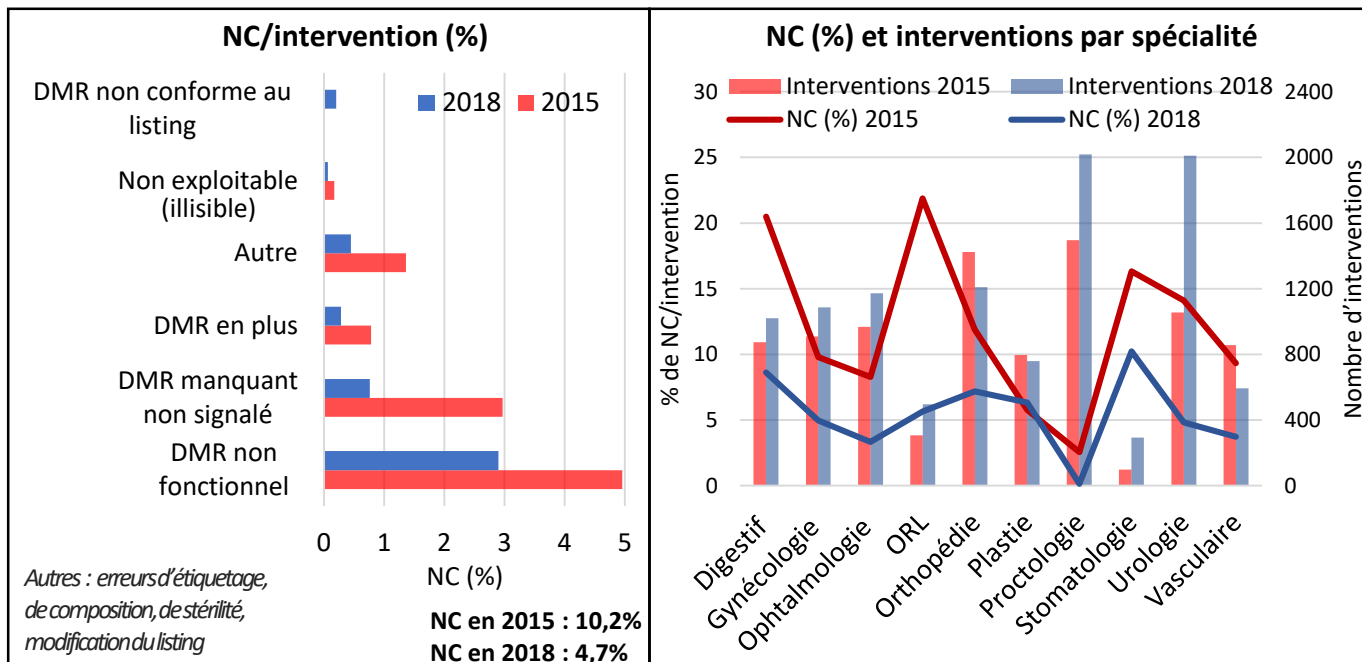 NC/intervention (%)
2018
2015
DMR non conforme au
listing
Non exploitable
(illisible)
Autre
DMR en plus
DMR manquant
non signalé
DMR non
fonctionnel
0 1 2 3 4 5
NC (%)
Autres : erreurs d'étiquetage,
de composition, de stérilité,
modification du listing
NC en 2015 : 10,2%
NC en 2018 : 4,7%
NC (%) et interventions par spécialité
Interventions 2015
Interventions 2018
NC (%) 2015
NC (%) 2018
% de NC/intervention
30
25
20
15
10
5
0
2400
2000
1600
1200
800
400
0
Nombre d'interventions
Digestif
Gynécologie
Ophtalmologie
ORL
Orthopédie
Plastie
Proctologie
Stomatologie
Urologie
Vasculaire